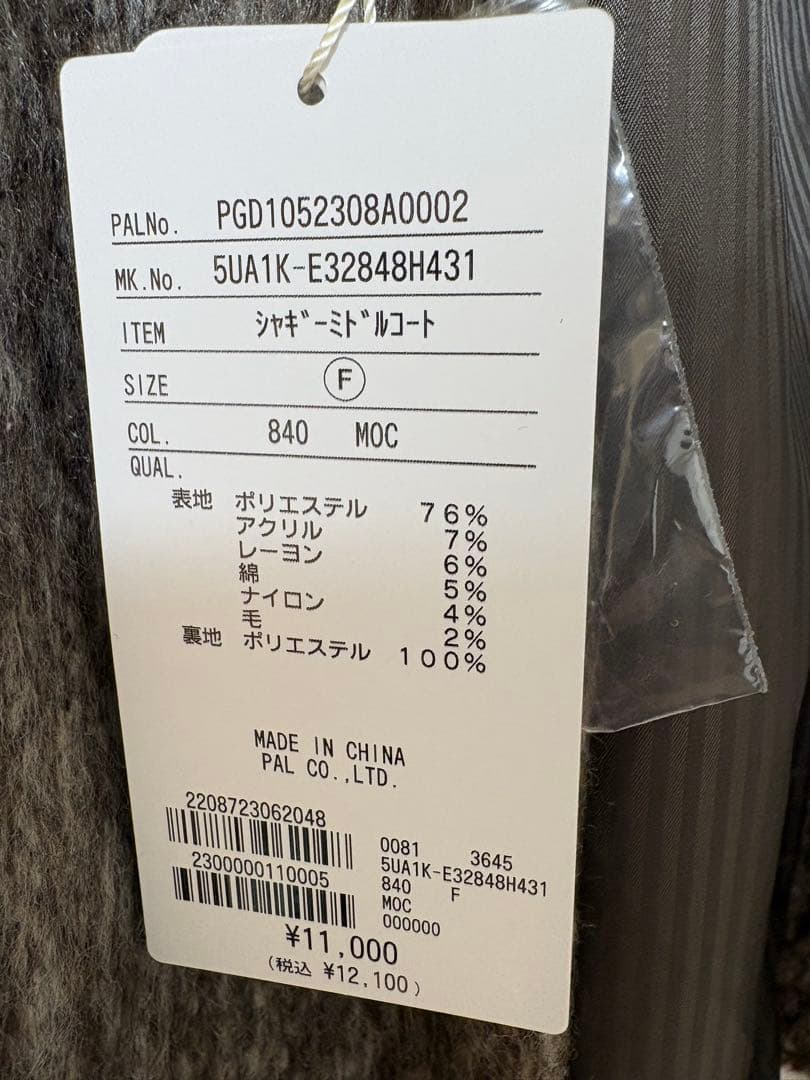 PALNo. PGD1052308A0002
MK.No. 5UA1K-E32848H431
ITEM ｼｬｷﾞｰﾐﾄﾞﾙｺｰﾄ
SIZE F
COL. 840 MOC
QUAL.
表地 ポリエステル 76%
アクリル 7%
レーヨン 6%
綿 5%
ナイロン 4%
毛 2%
裏地 ポリエステル 100%
MADE IN CHINA
PAL CO.,LTD.
2208723062048
2300000110005
0081 3645
5UA1K-E32848H431
840 F
MOC
000000
¥11,000
(税込 ¥12,100)